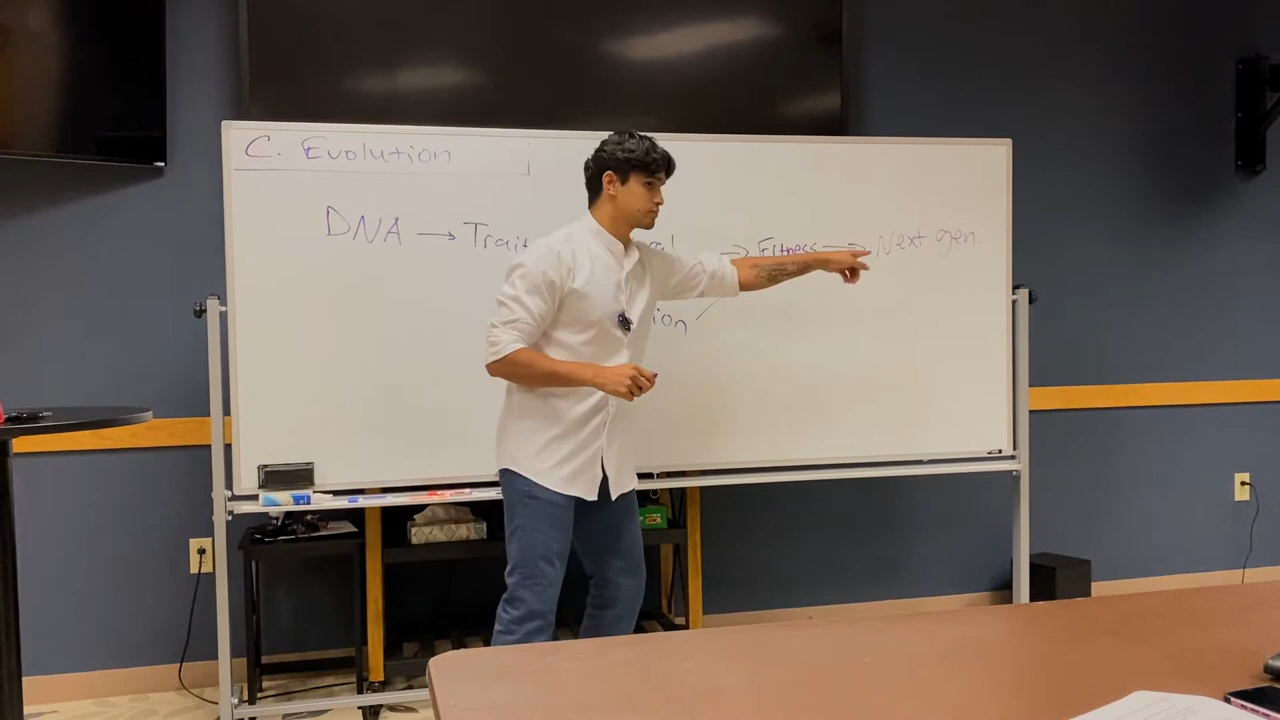 C. Evolution
DNA → Trait → Fitness → Next gen.